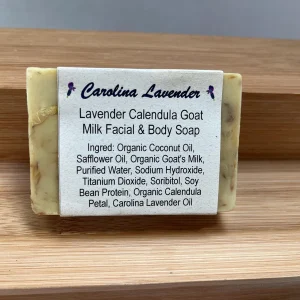 Carolina Lavender
Lavender Calendula Goat
Milk Facial & Body Soap
Ingred: Organic Coconut Oil,
Safflower Oil, Organic Goat's Milk,
Purified Water, Sodium Hydroxide,
Titanium Dioxide, Soribitol, Soy
Bean Protein, Organic Calendula
Petal, Carolina Lavender Oil